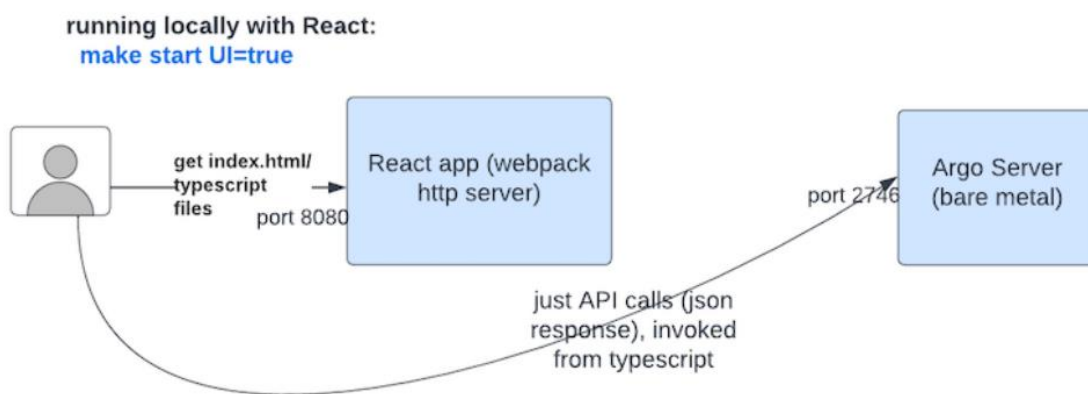 running locally with React:
make start UI=true
get index.html/
typescript
files
port 8080
React app (webpack
http server)
port 2746
Argo Server
(bare metal)
just API calls (json
response), invoked
from typescript